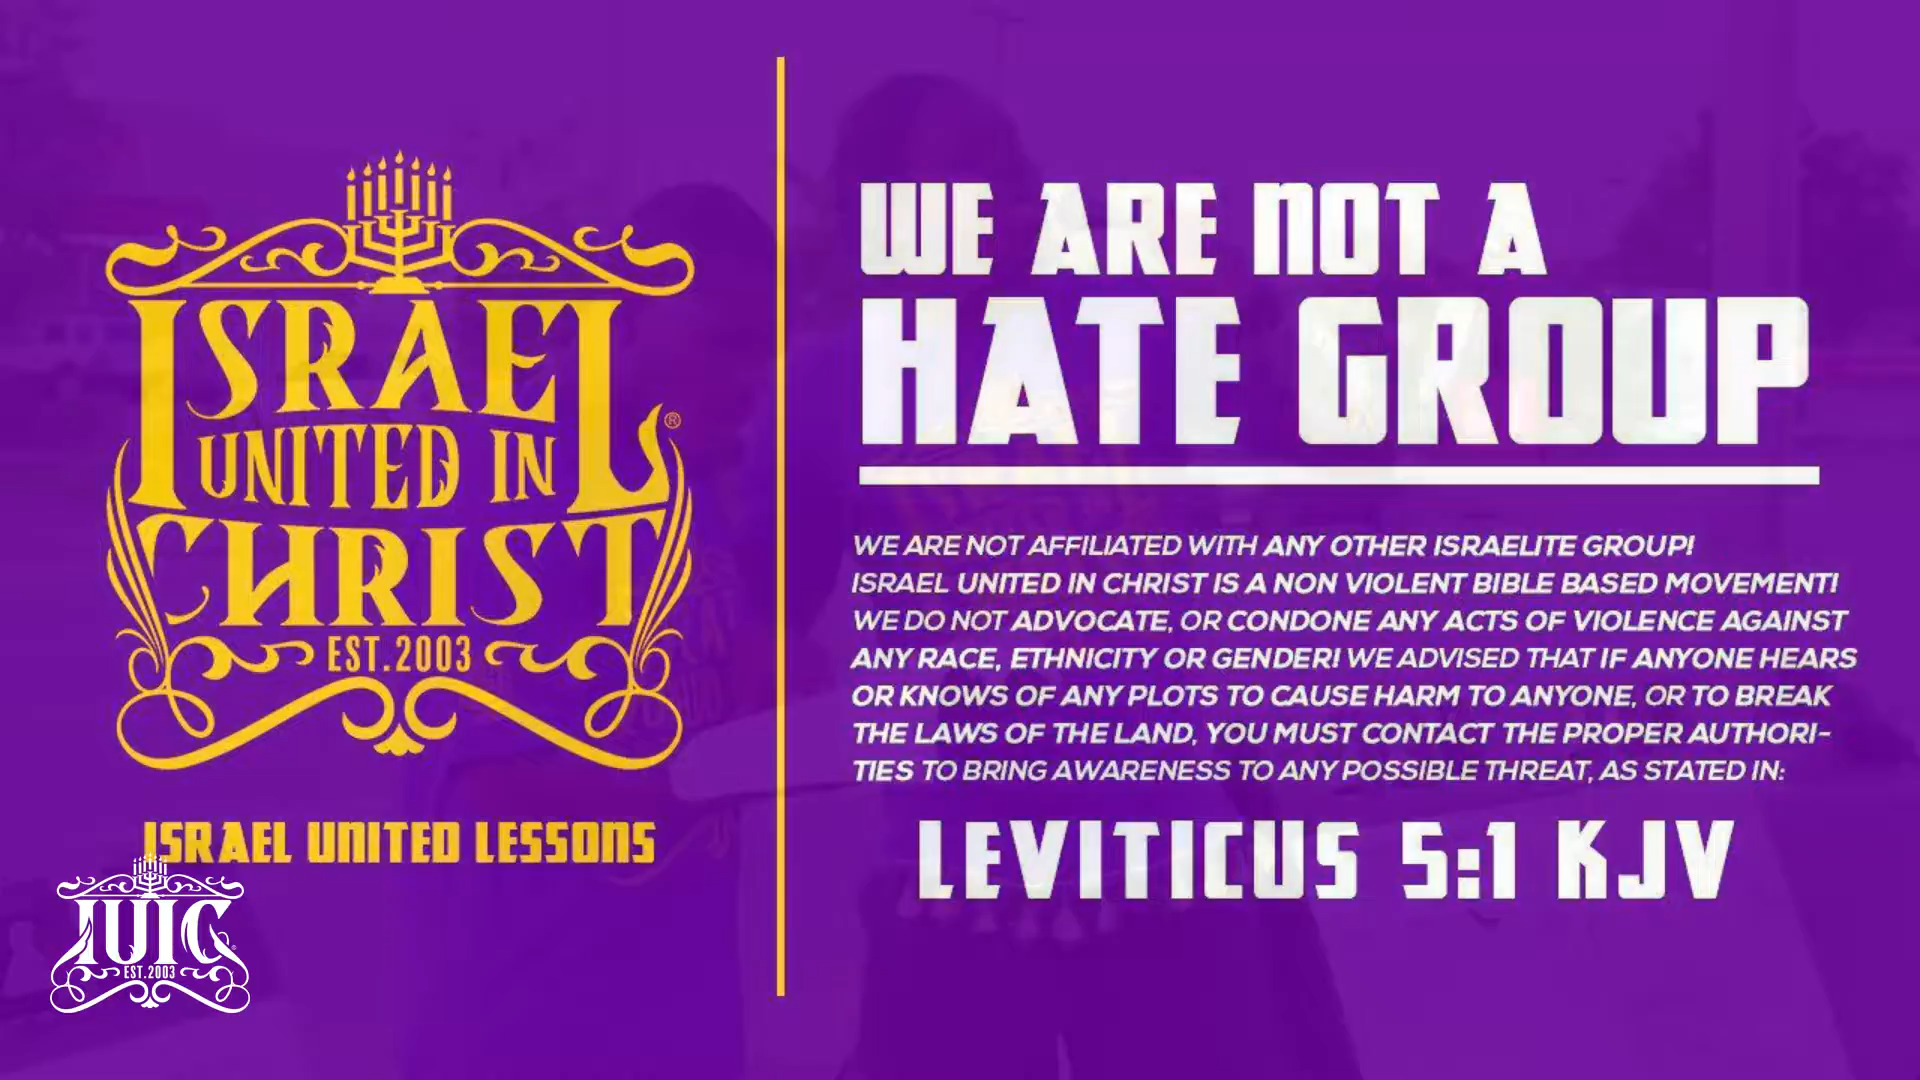 ISRAEL
UNITED IN
CHRIST
®
EST.2003
ISRAEL UNITED LESSONS
IUIC
EST.2003
WE ARE NOT A
HATE GROUP
WE ARE NOT AFFILIATED WITH ANY OTHER ISRAELITE GROUP!
ISRAEL UNITED IN CHRIST IS A NON VIOLENT BIBLE BASED MOVEMENT!
WE DO NOT ADVOCATE, OR CONDONE ANY ACTS OF VIOLENCE AGAINST
ANY RACE, ETHNICITY OR GENDER! WE ADVISED THAT IF ANYONE HEARS
OR KNOWS OF ANY PLOTS TO CAUSE HARM TO ANYONE, OR TO BREAK
THE LAWS OF THE LAND, YOU MUST CONTACT THE PROPER AUTHORI-
TIES TO BRING AWARENESS TO ANY POSSIBLE THREAT, AS STATED IN:
LEVITICUS 5:1 KJV